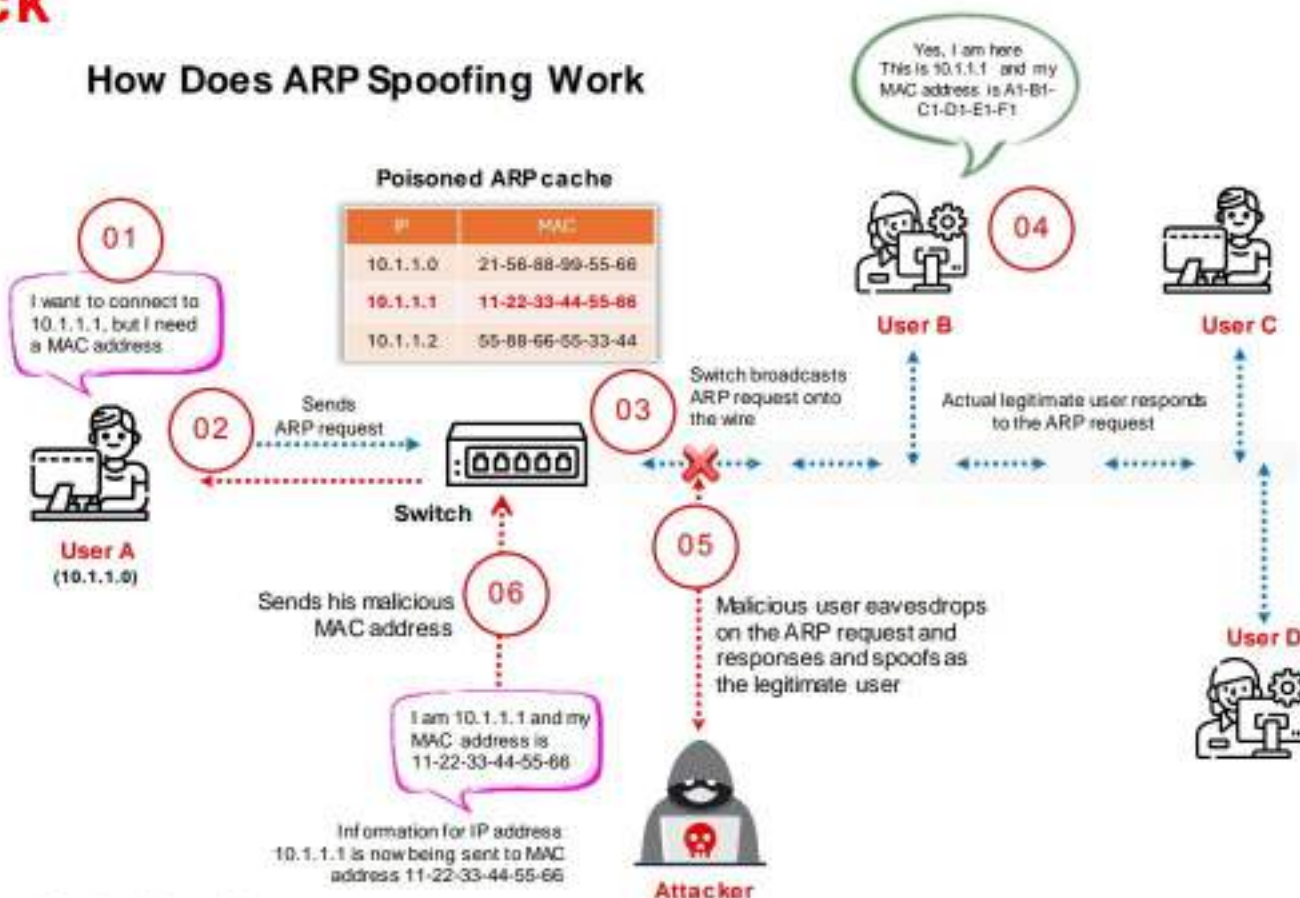 ck
How Does ARP Spoofing Work
Yes, I am here
This is 10.1.1.1 and my
MAC address is A1-B1-
C1-D1-E1-F1
Poisoned ARP cache
IP MAC
10.1.1.0 21-56-88-99-55-66
10.1.1.1 11-22-33-44-55-66
10.1.1.2 55-88-66-55-33-44
01
I want to connect to
10.1.1.1, but I need
a MAC address
User A
(10.1.1.0)
02
Sends
ARP request
Switch
03
Switch broadcasts
ARP request onto
the wire
04
User B
User C
Actual legitimate user responds
to the ARP request
User D
05
Malicious user eavesdrops
on the ARP request and
responses and spoofs as
the legitimate user
06
Sends his malicious
MAC address
I am 10.1.1.1 and my
MAC address is
11-22-33-44-55-66
Information for IP address
10.1.1.1 is now being sent to MAC
address 11-22-33-44-55-66
Attacker